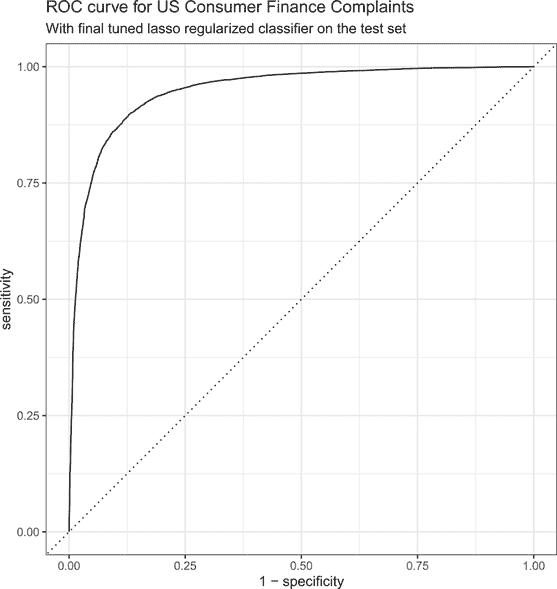 ROC curve for US Consumer Finance Complaints
With final tuned lasso regularized classifier on the test set
1.00
0.75
sensitivity
0.50
0.25
0.00
0.00 0.25 0.50 0.75 1.00
1 − specificity